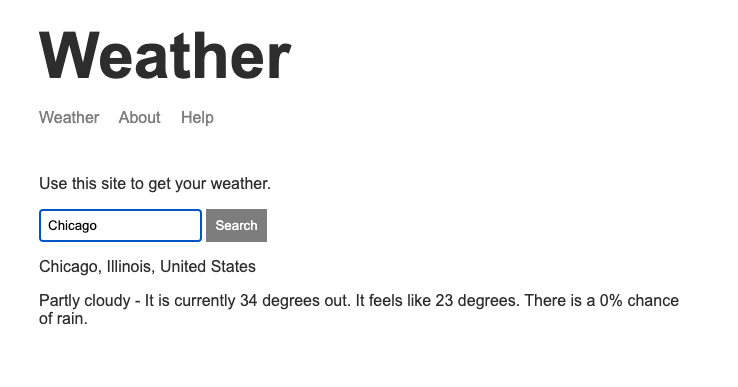 Weather
Weather About Help
Use this site to get your weather.
Chicago Search
Chicago, Illinois, United States
Partly cloudy - It is currently 34 degrees out. It feels like 23 degrees. There is a 0% chance
of rain.